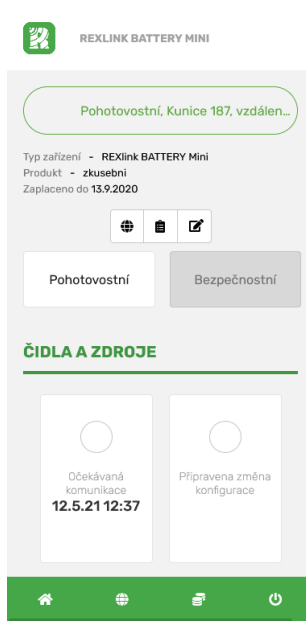 REXLINK BATTERY MINI
Pohotovostní, Kunice 187, vzdálen...
Typ zařízení - REXlink BATTERY Mini
Produkt - zkusebni
Zaplaceno do 13.9.2020
Pohotovostní
Bezpečnostní
ČIDLA A ZDROJE
Očekávaná
komunikace
12.5.21 12:37
Připravena změna
konfigurace